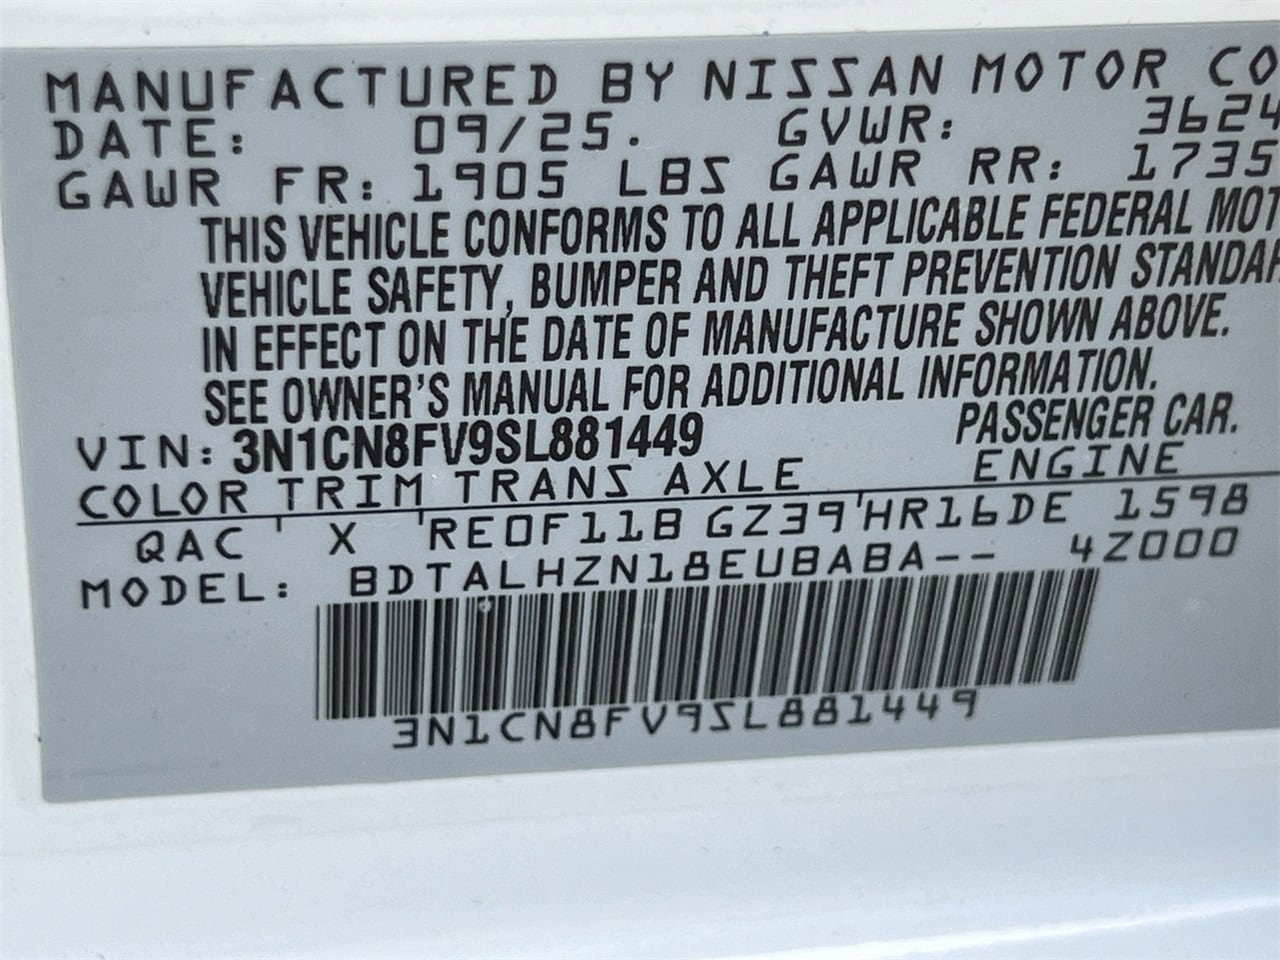 MANUFACTURED BY NISSAN MOTOR CO
DATE: 09/25. GVWR: 3624
GAWR FR: 1905 LBS GAWR RR: 1735
THIS VEHICLE CONFORMS TO ALL APPLICABLE FEDERAL MOT
VEHICLE SAFETY, BUMPER AND THEFT PREVENTION STANDAR
IN EFFECT ON THE DATE OF MANUFACTURE SHOWN ABOVE.
SEE OWNER'S MANUAL FOR ADDITIONAL INFORMATION.
VIN: 3N1CN8FV9SL881449 PASSENGER CAR.
COLOR TRIM TRANS AXLE ENGINE
QAC ' X 'RE0F11B GZ39'HR16DE 1598
MODEL: BDTALHZN18EUBABA-- 4Z000
3N1CN8FV9SL881449